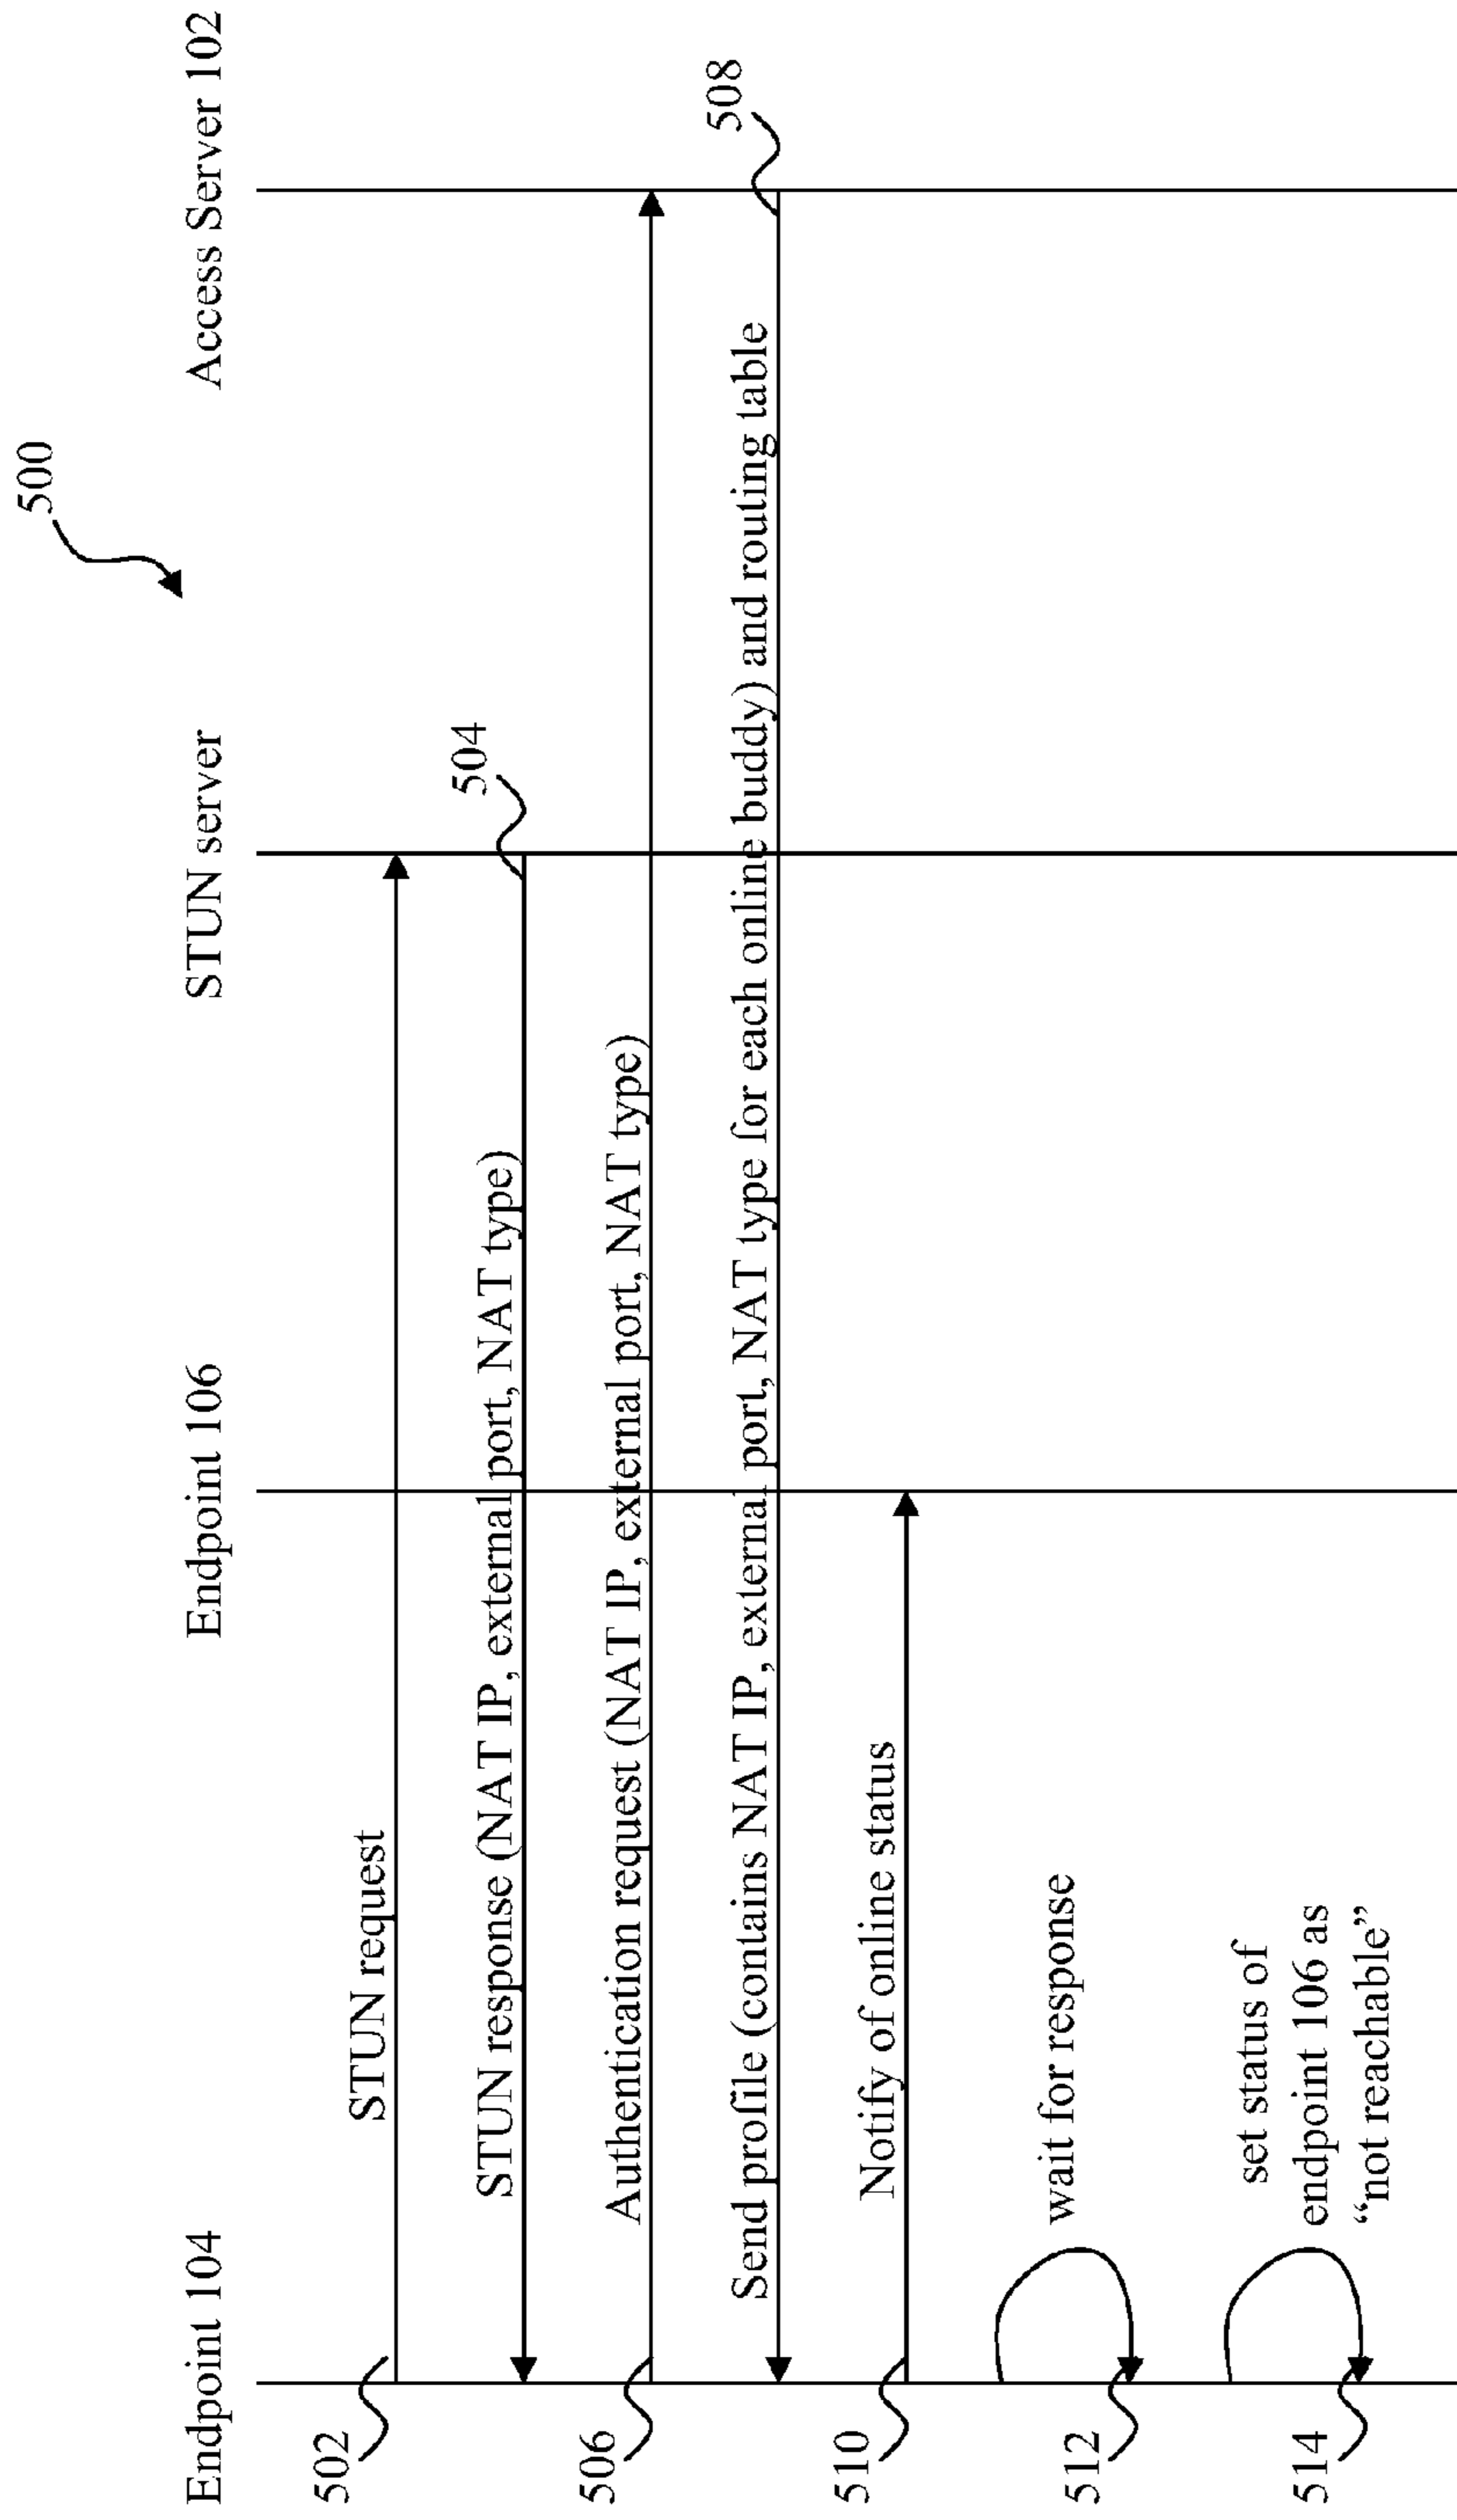 500
Endpoint 104
Endpoint 106
STUN server
Access Server 102
502
STUN request
504
STUN response (NAT IP, external port, NAT type)
506
Authentication request (NAT IP, external port, NAT type)
508
Send profile (contains NAT IP, external port, NAT type for each online buddy) and routing table
510
Notify of online status
512
wait for response
514
set status of
endpoint 106 as
“not reachable”